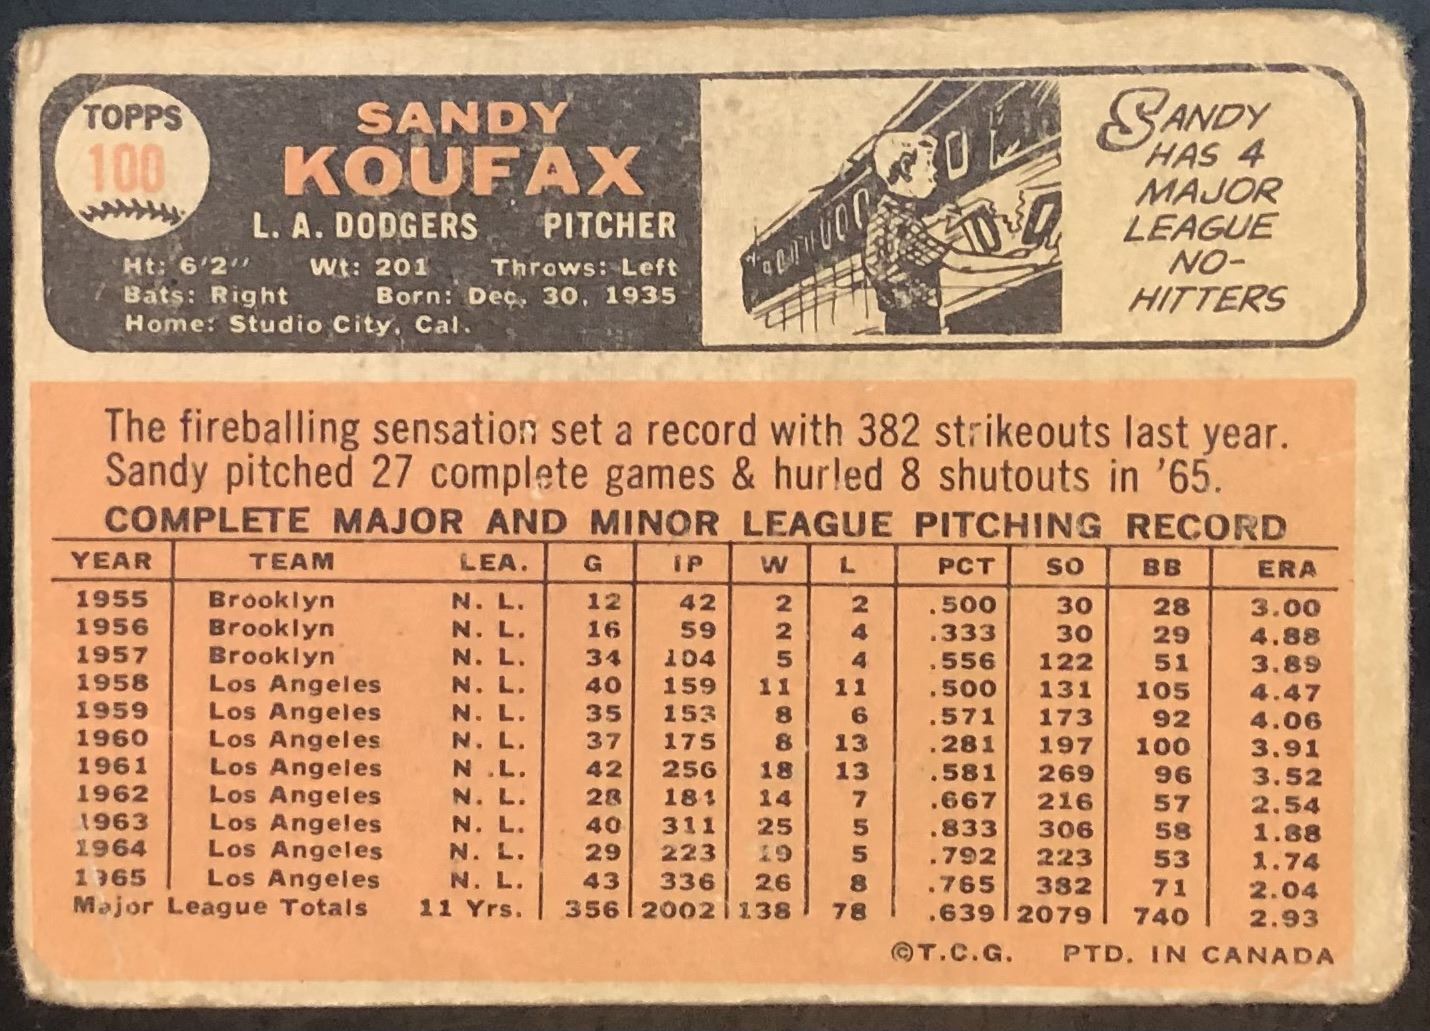 TOPPS
100
SANDY
KOUFAX
L. A. DODGERS PITCHER
Ht: 6'2" Wt: 201 Throws: Left
Bats: Right Born: Dec. 30, 1935
Home: Studio City, Cal.
SANDY
HAS 4
MAJOR
LEAGUE
NO-
HITTERS
The fireballing sensation set a record with 382 strikeouts last year.
Sandy pitched 27 complete games & hurled 8 shutouts in '65.
COMPLETE MAJOR AND MINOR LEAGUE PITCHING RECORD
YEAR TEAM LEA. G IP W L PCT SO BB ERA
1955 Brooklyn N. L. 12 42 2 2 .500 30 28 3.00
1956 Brooklyn N. L. 16 59 2 4 .333 30 29 4.88
1957 Brooklyn N. L. 34 104 5 4 .556 122 51 3.89
1958 Los Angeles N. L. 40 159 11 11 .500 131 105 4.47
1959 Los Angeles N. L. 35 153 8 6 .571 173 92 4.06
1960 Los Angeles N. L. 37 175 8 13 .281 197 100 3.91
1961 Los Angeles N .L. 42 256 18 13 .581 269 96 3.52
1962 Los Angeles N. L. 28 184 14 7 .667 216 57 2.54
1963 Los Angeles N. L. 40 311 25 5 .833 306 58 1.88
1964 Los Angeles N. L. 29 223 19 5 .792 223 53 1.74
1965 Los Angeles N. L. 43 336 26 8 .765 382 71 2.04
Major League Totals 11 Yrs. 356 2002 138 78 .639 2079 740 2.93
©T.C.G. PTD. IN CANADA